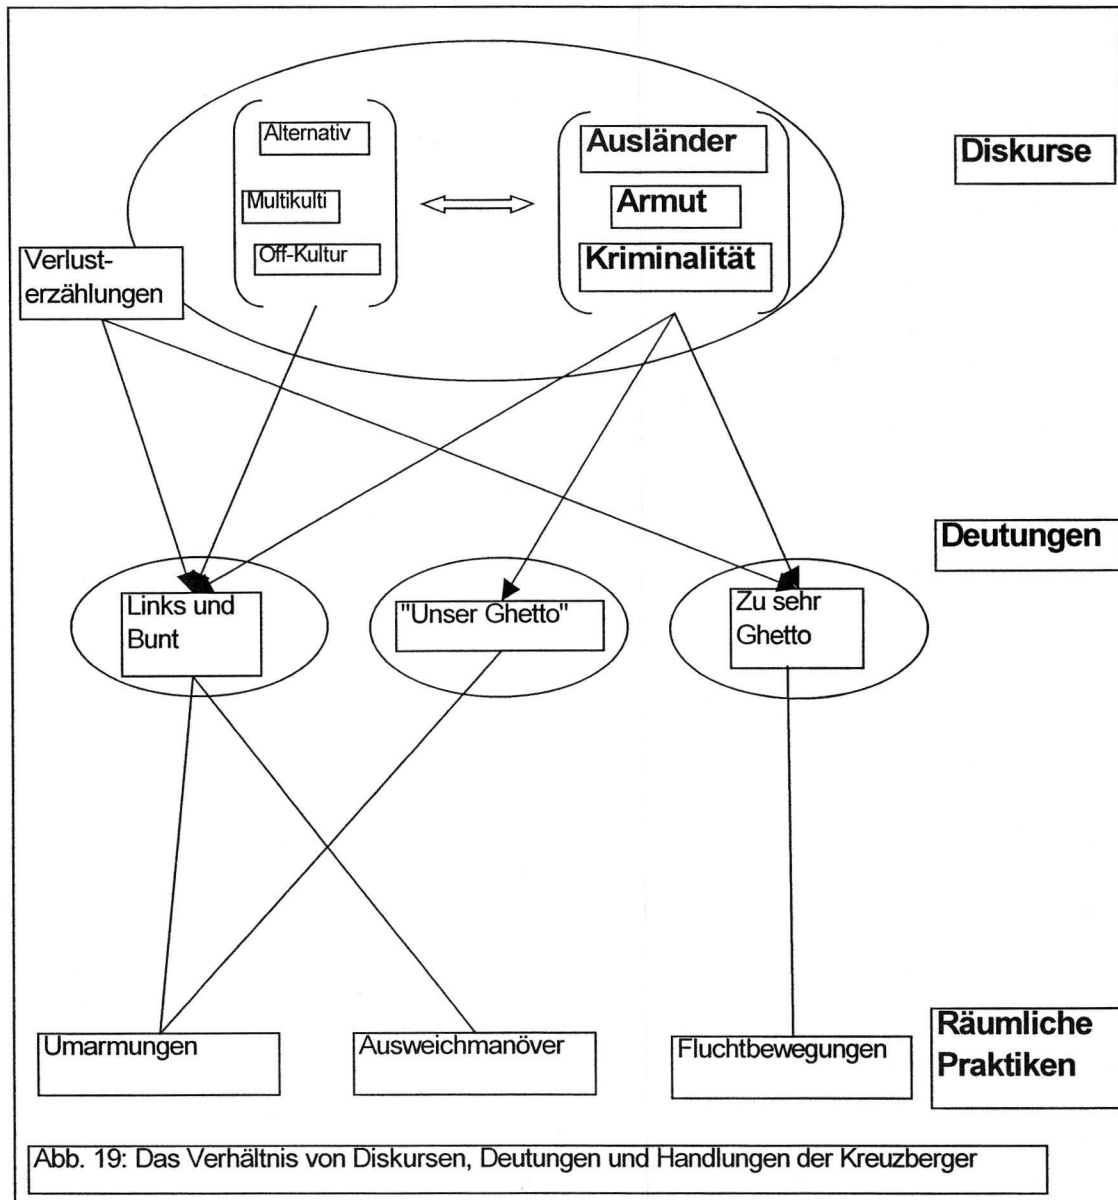 Alternativ
Ausländer
Diskurse
Multikulti
Armut
Off-Kultur
Kriminalität
Verlust-
erzählungen
Deutungen
Links und
Bunt
"Unser Ghetto"
Zu sehr
Ghetto
Umarmungen
Ausweichmanöver
Fluchtbewegungen
Räumliche
Praktiken
Abb. 19: Das Verhältnis von Diskursen, Deutungen und Handlungen der Kreuzberger